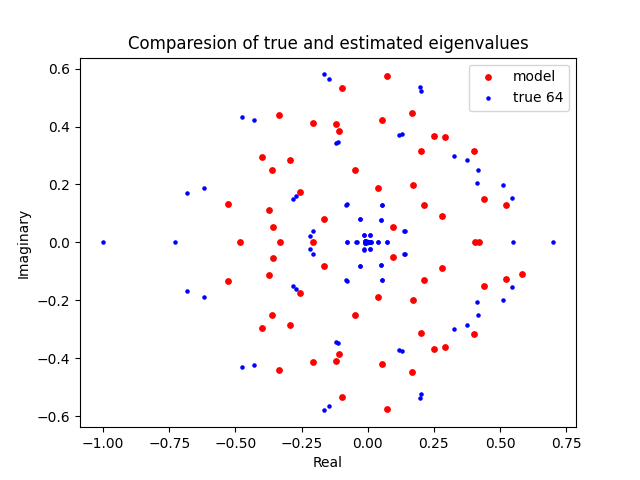 Comparesion of true and estimated eigenvalues
model
true 64
Imaginary
0.6
0.4
0.2
0.0
−0.2
−0.4
−0.6
−1.00 −0.75 −0.50 −0.25 0.00 0.25 0.50 0.75
Real